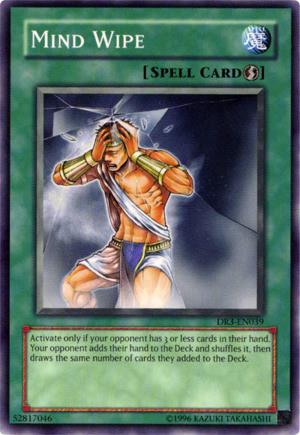 Mind Wipe
魔
[Spell Card]
DR3-EN039
Activate only if your opponent has 3 or less cards in their hand.
Your opponent adds their hand to the Deck and shuffles it, then
draws the same number of cards they added to the Deck.
52817046
©1996 KAZUKI TAKAHASHI